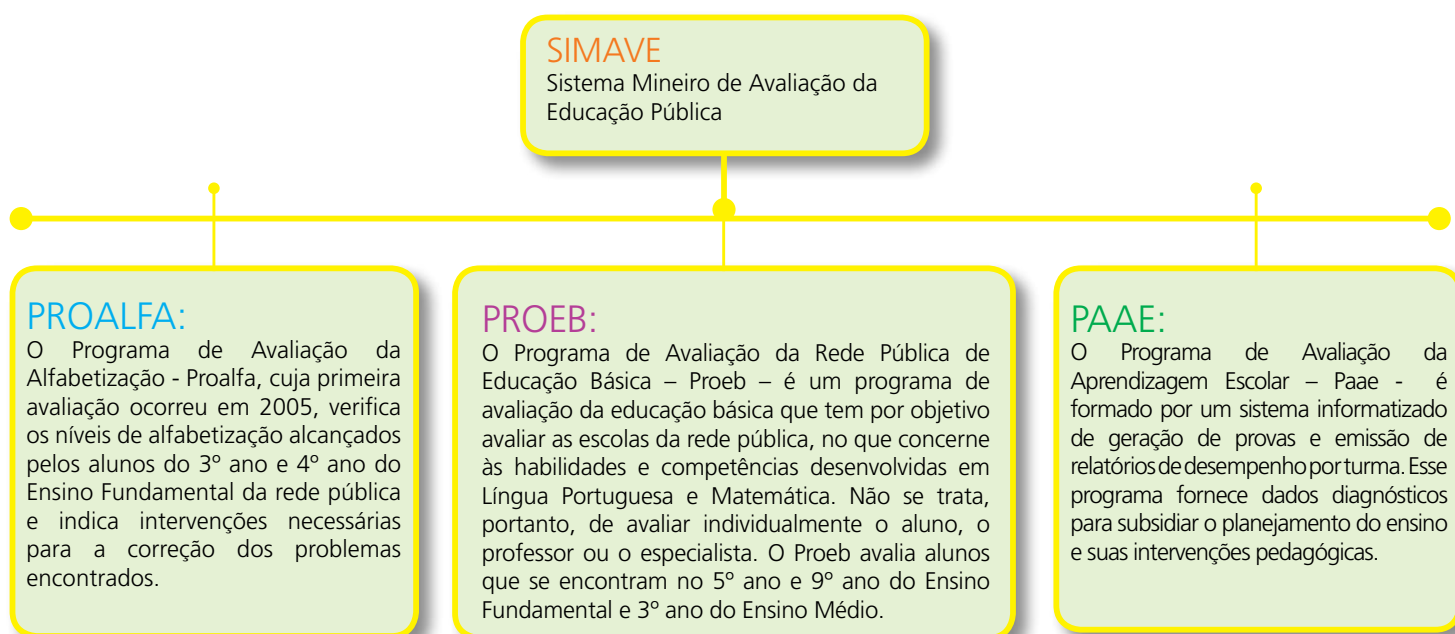 SIMAVE
Sistema Mineiro de Avaliação da
Educação Pública
PROALFA:
O Programa de Avaliação da
Alfabetização - Proalfa, cuja primeira
avaliação ocorreu em 2005, verifica
os níveis de alfabetização alcançados
pelos alunos do 3º ano e 4º ano do
Ensino Fundamental da rede pública
e indica intervenções necessárias
para a correção dos problemas
encontrados.
PROEB:
O Programa de Avaliação da Rede Pública de
Educação Básica – Proeb – é um programa de
avaliação da educação básica que tem por objetivo
avaliar as escolas da rede pública, no que concerne
às habilidades e competências desenvolvidas em
Língua Portuguesa e Matemática. Não se trata,
portanto, de avaliar individualmente o aluno, o
professor ou o especialista. O Proeb avalia alunos
que se encontram no 5º ano e 9º ano do Ensino
Fundamental e 3º ano do Ensino Médio.
PAAE:
O Programa de Avaliação da
Aprendizagem Escolar – Paae - é
formado por um sistema informatizado
de geração de provas e emissão de
relatórios de desempenho por turma. Esse
programa fornece dados diagnósticos
para subsidiar o planejamento do ensino
e suas intervenções pedagógicas.